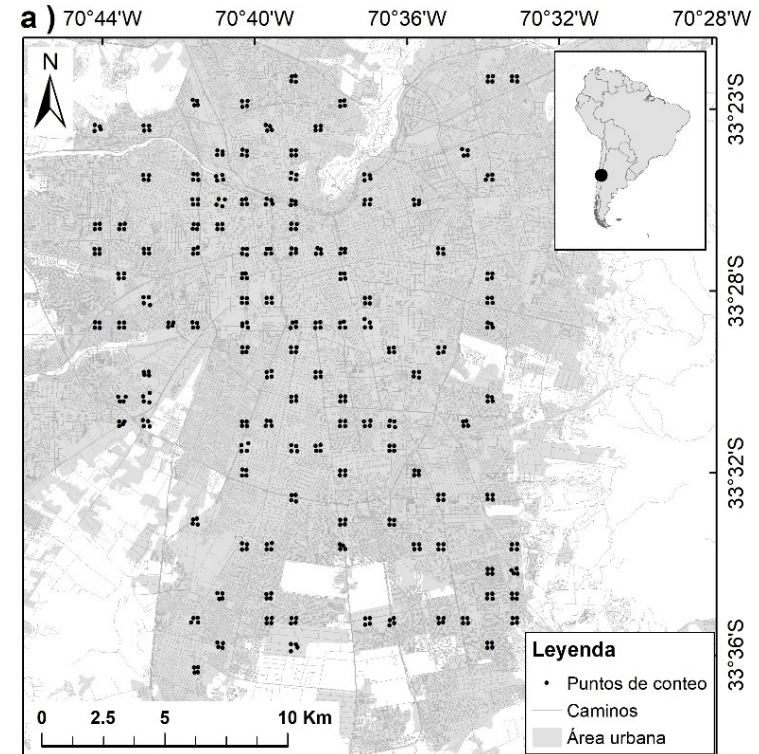 a )
70°44'W 70°40'W 70°36'W 70°32'W 70°28'W
N
33°23'S
33°28'S
33°32'S
33°36'S
Leyenda
Puntos de conteo
Caminos
Área urbana
0 2.5 5 10 Km